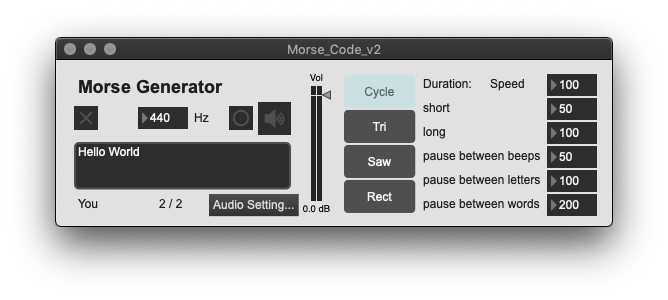 Morse_Code_v2
Morse Generator
440 Hz
Hello World
You 2 / 2 Audio Setting...
Vol
0.0 dB
Cycle
Tri
Saw
Rect
Duration: Speed 100
short 50
long 100
pause between beeps 50
pause between letters 100
pause between words 200